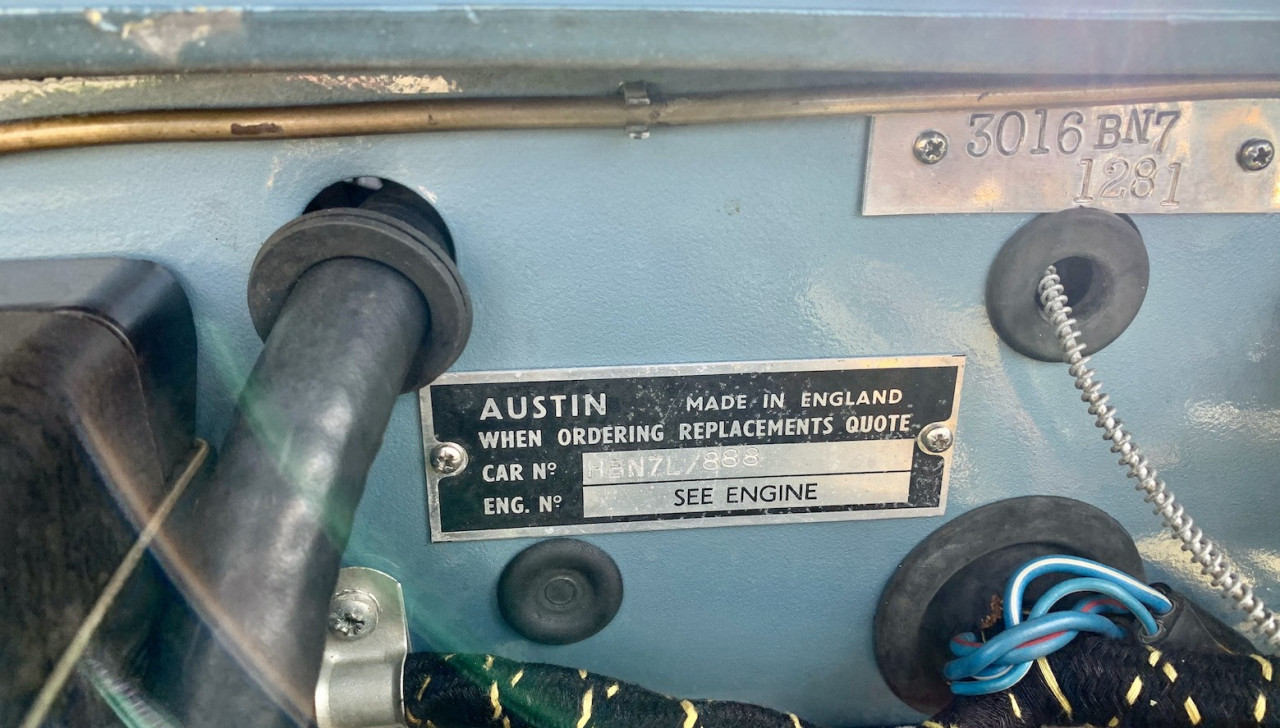 3016 BN7
1281
AUSTIN MADE IN ENGLAND
WHEN ORDERING REPLACEMENTS QUOTE
CAR Nº HBN7L/888
ENG. Nº SEE ENGINE